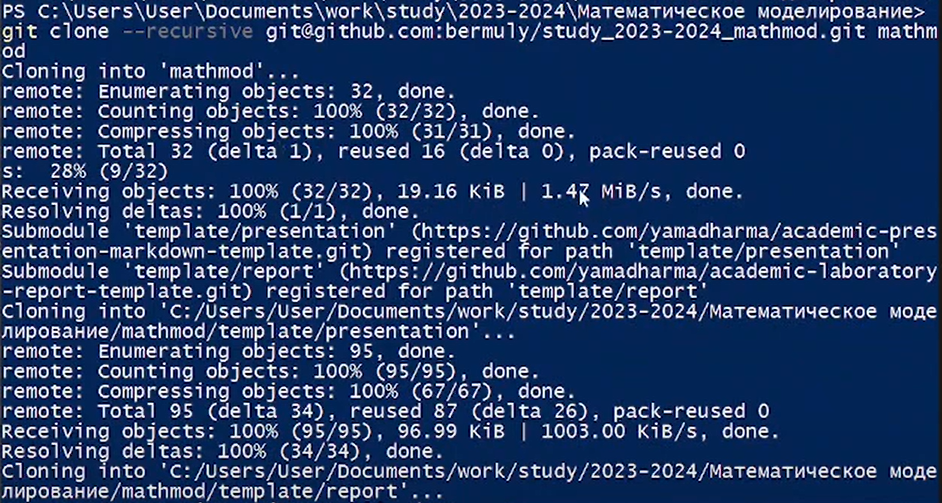 PS C:\Users\User\Documents\work\study\2023-2024\Математическое моделирование>
git clone --recursive git@github.com:bermuly/study_2023-2024_mathmod.git mathm
od
Cloning into 'mathmod'...
remote: Enumerating objects: 32, done.
remote: Counting objects: 100% (32/32), done.
remote: Compressing objects: 100% (31/31), done.
remote: Total 32 (delta 1), reused 16 (delta 0), pack-reused 0
s:  28% (9/32)
Receiving objects: 100% (32/32), 19.16 KiB | 1.47 MiB/s, done.
Resolving deltas: 100% (1/1), done.
Submodule 'template/presentation' (https://github.com/yamadharma/academic-pres
entation-markdown-template.git) registered for path 'template/presentation'
Submodule 'template/report' (https://github.com/yamadharma/academic-laboratory
-report-template.git) registered for path 'template/report'
Cloning into 'C:/Users/User/Documents/work/study/2023-2024/Математическое моде
лирование/mathmod/template/presentation'...
remote: Enumerating objects: 95, done.
remote: Counting objects: 100% (95/95), done.
remote: Compressing objects: 100% (67/67), done.
remote: Total 95 (delta 34), reused 87 (delta 26), pack-reused 0
Receiving objects: 100% (95/95), 96.99 KiB | 1003.00 KiB/s, done.
Resolving deltas: 100% (34/34), done.
Cloning into 'C:/Users/User/Documents/work/study/2023-2024/Математическое моде
лирование/mathmod/template/report'...